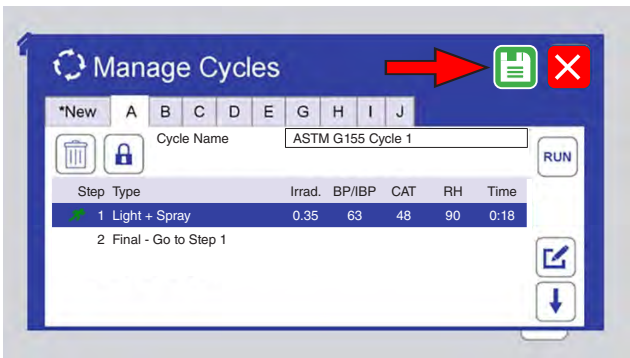 Manage Cycles
*New A B C D E G H I J
Cycle Name ASTM G155 Cycle 1
RUN
Step Type Irrad. BP/IBP CAT RH Time
1 Light + Spray 0.35 63 48 90 0:18
2 Final - Go to Step 1